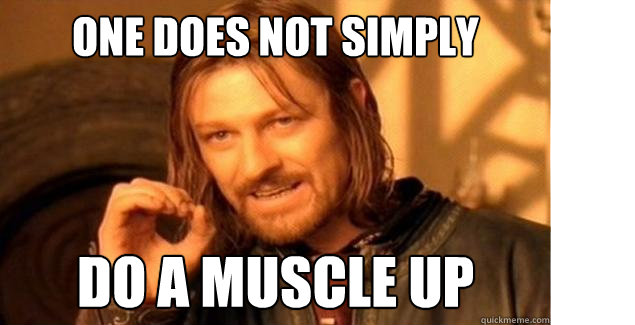 ONE DOES NOT SIMPLY
DO A MUSCLE UP
quickmeme.com